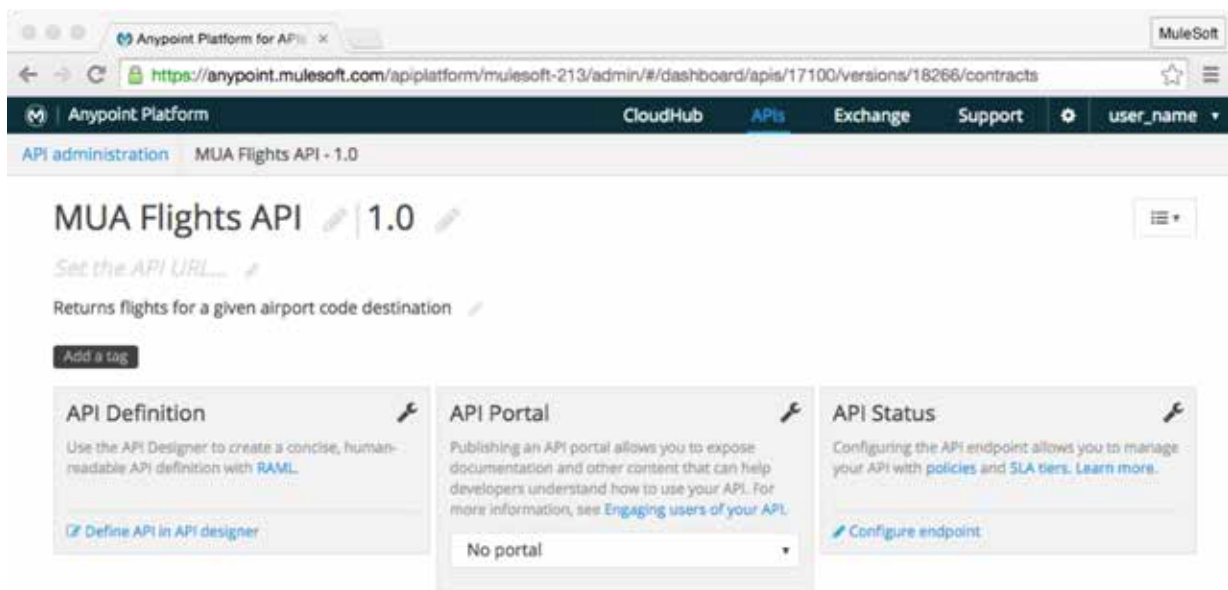 Anypoint Platform for APIs
MuleSoft
https://anypoint.mulesoft.com/apiplatform/mulesoft-213/admin/#/dashboard/apis/17100/versions/18266/contracts
Anypoint Platform CloudHub APIs Exchange Support user_name
API administration MUA Flights API - 1.0
MUA Flights API 1.0
Set the API URL...
Returns flights for a given airport code destination
Add a tag
API Definition
Use the API Designer to create a concise, human-
readable API definition with RAML.
Define API in API designer
API Portal
Publishing an API portal allows you to expose
documentation and other content that can help
developers understand how to use your API. For
more information, see Engaging users of your API.
No portal
API Status
Configuring the API endpoint allows you to manage
your API with policies and SLA tiers. Learn more.
Configure endpoint